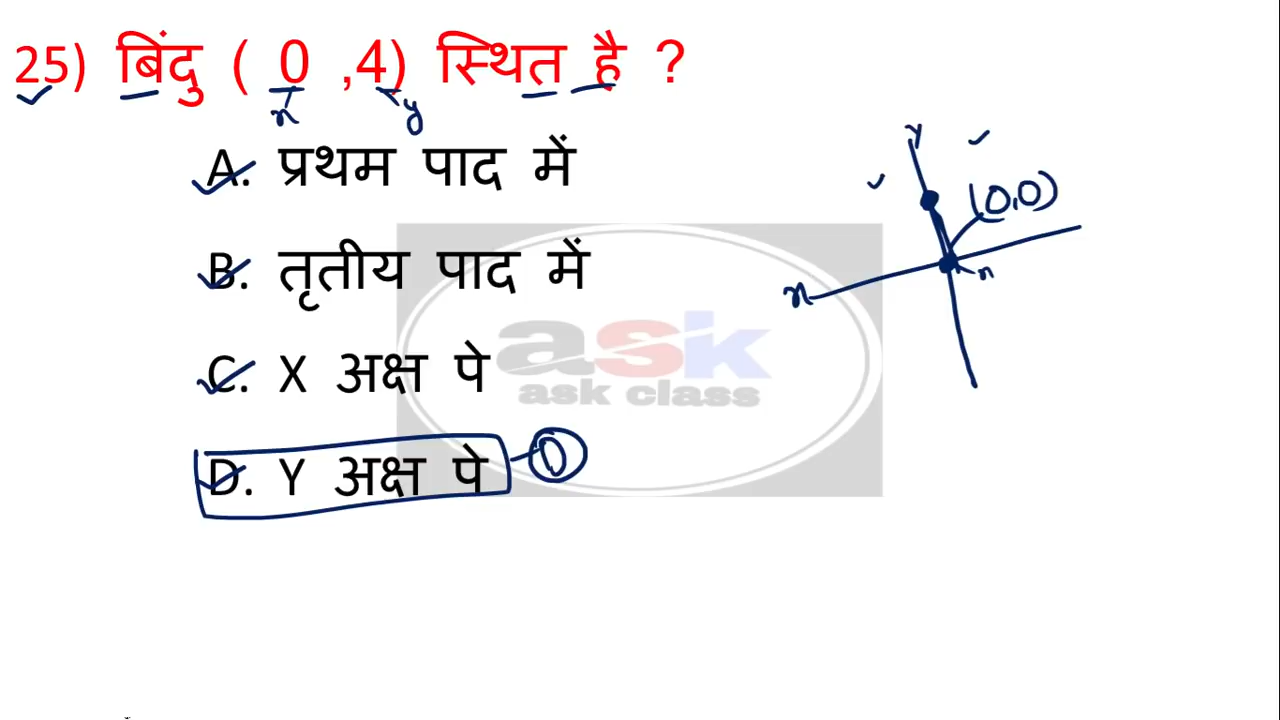 25) बिंदु ( 0 ,4) स्थित है ?
x y
A. प्रथम पाद में
B. तृतीय पाद में
C. X अक्ष पे
D. Y अक्ष पे
y
(0,0)
x
x
ask
ask class